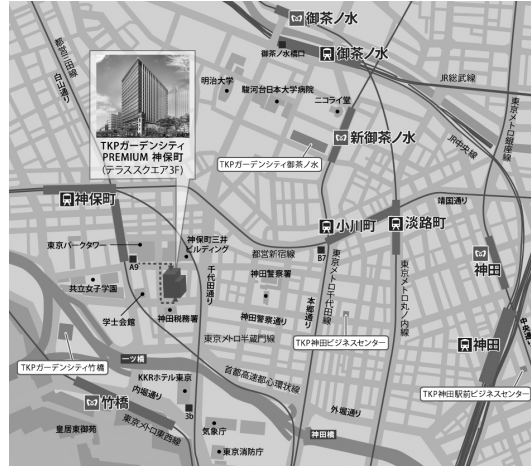 御茶ノ水
御茶ノ水橋口
御茶ノ水
都営三田線
白山通り
明治大学
駿河台日本大学病院
ニコライ堂
JR総武線
JR中央線
東京メトロ銀座線
新御茶ノ水
TKPガーデンシティ御茶ノ水
TKPガーデンシティ
PREMIUM 神保町
(テラススクエア3F)
神保町
靖国通り
小川町
淡路町
東京パークタワー
神保町三井
ビルディング
都営新宿線
B7
A9
千代田通り
神田警察署
神田
共立女子学園
学士会館
神田税務署
神田警察通り
本郷通り
東京メトロ千代田線
東京メトロ丸ノ内線
中央通り
東京メトロ半蔵門線
TKP神田ビジネスセンター
神田
TKPガーデンシティ竹橋
一ツ橋
首都高速都心環状線
KKRホテル東京
内堀通り
TKP神田駅前ビジネスセンター
竹橋
3b
外堀通り
皇居東御苑
東京メトロ東西線
気象庁
神田橋
東京消防庁